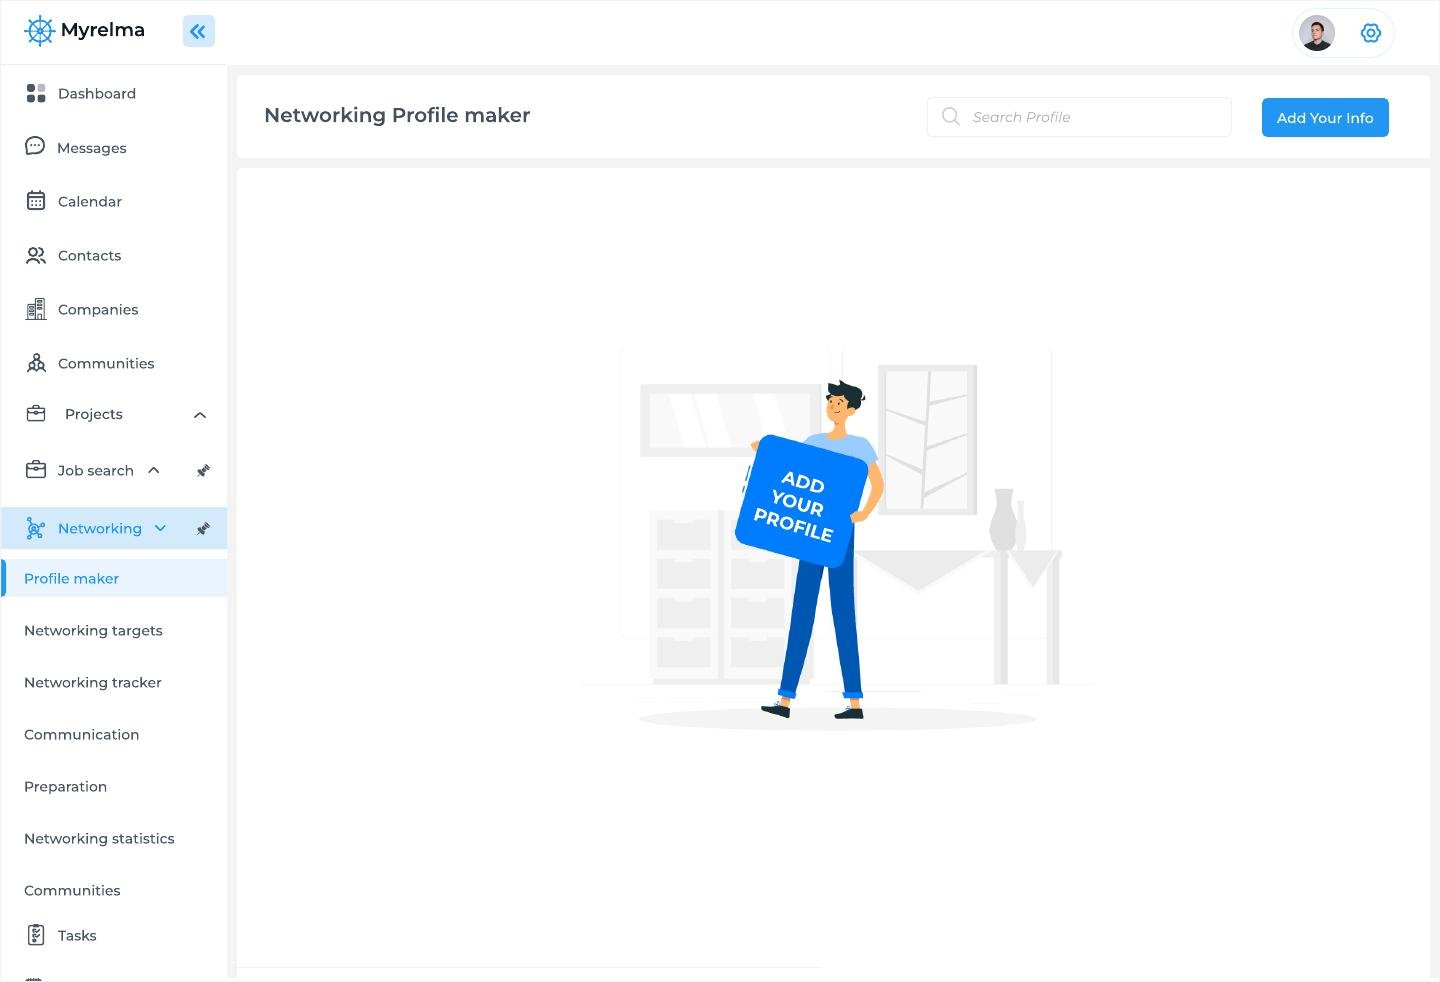 Myrelma
Dashboard
Messages
Calendar
Contacts
Companies
Communities
Projects
Job search
Networking
Profile maker
Networking targets
Networking tracker
Communication
Preparation
Networking statistics
Communities
Tasks
Networking Profile maker
Search Profile
Add Your Info
ADD
YOUR
PROFILE